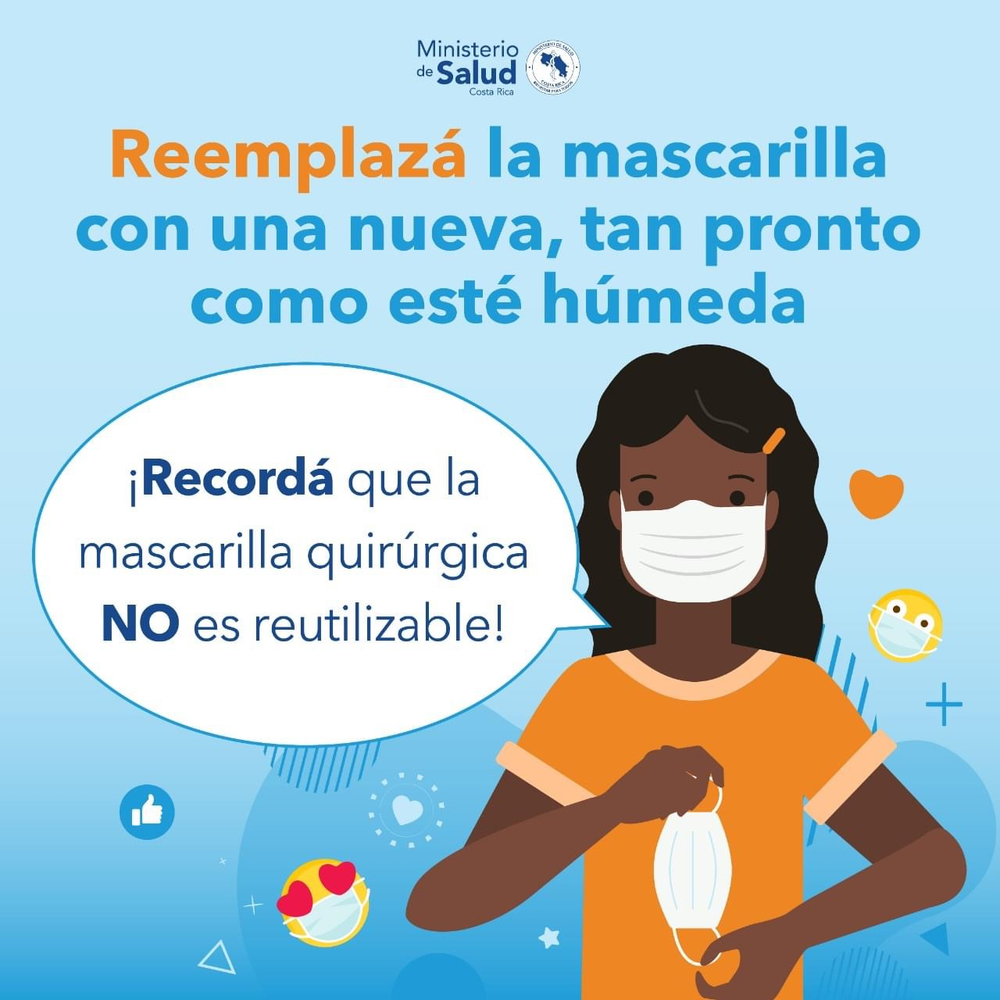 Ministerio
de Salud
Costa Rica
MINISTERIO DE SALUD
COSTA RICA
BIENESTAR PARA TODOS
Reemplazá la mascarilla
con una nueva, tan pronto
como esté húmeda
¡Recordá que la
mascarilla quirúrgica
NO es reutilizable!